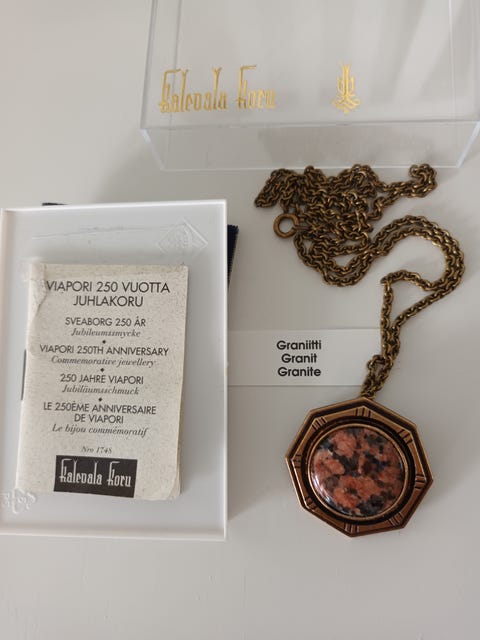 Kalevala Koru
VIAPORI 250 VUOTTA
JUHLAKORU
SVEABORG 250 ÅR
Jubileumssmycke
VIAPORI 250TH ANNIVERSARY
Commemorative jewellery
250 JAHRE VIAPORI
Jubiläumsschmuck
LE 250ÈME ANNIVERSAIRE
DE VIAPORI
Le bijou commémoratif
Nro 1748
Kalevala Koru
Graniitti
Granit
Granite